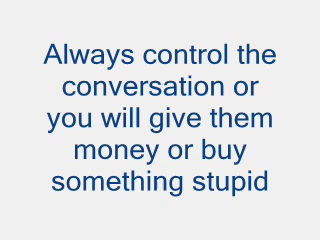 Always control the
conversation or
you will give them
money or buy
something stupid